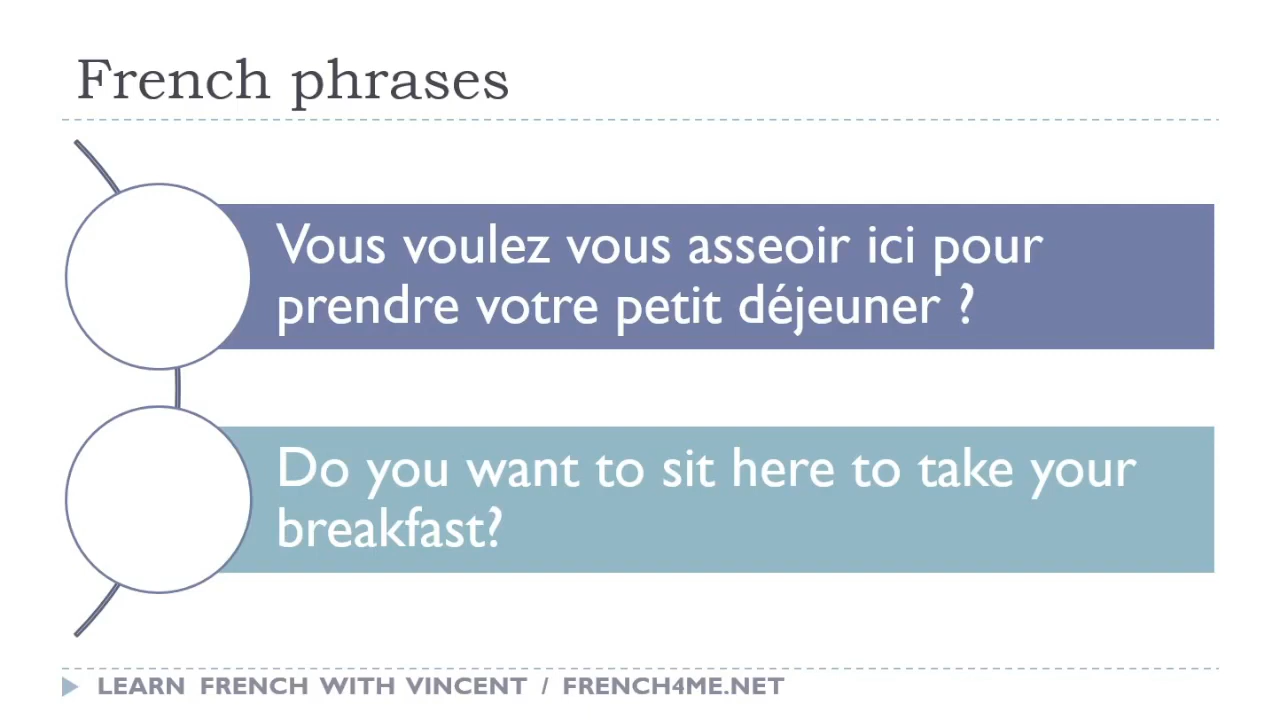 French phrases
Vous voulez vous asseoir ici pour
prendre votre petit déjeuner ?
Do you want to sit here to take your
breakfast?
LEARN FRENCH WITH VINCENT / FRENCH4ME.NET